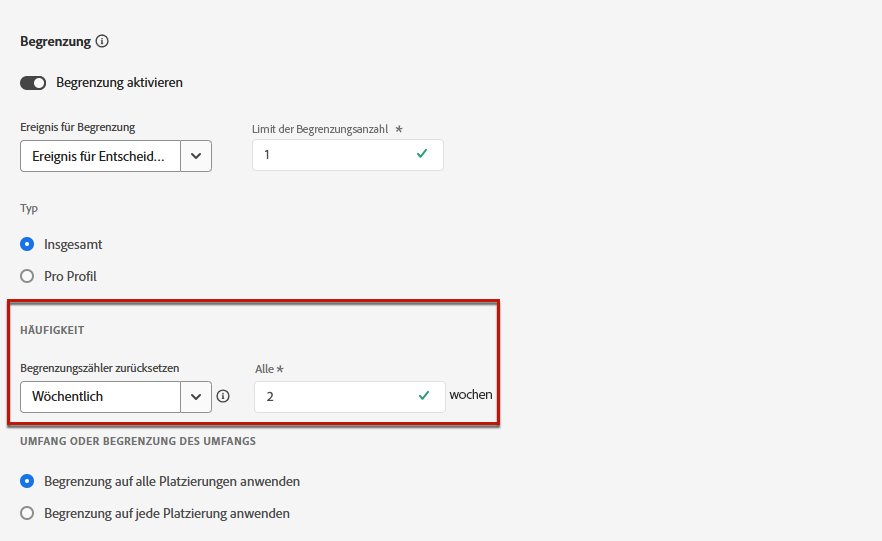 Begrenzung
Begrenzung aktivieren
Ereignis für Begrenzung
Limit der Begrenzungsanzahl *
Ereignis für Entscheid...
1
Typ
Insgesamt
Pro Profil
HÄUFIGKEIT
Begrenzungszähler zurücksetzen
Alle *
Wöchentlich
2
wochen
UMFANG ODER BEGRENZUNG DES UMFANGS
Begrenzung auf alle Platzierungen anwenden
Begrenzung auf jede Platzierung anwenden